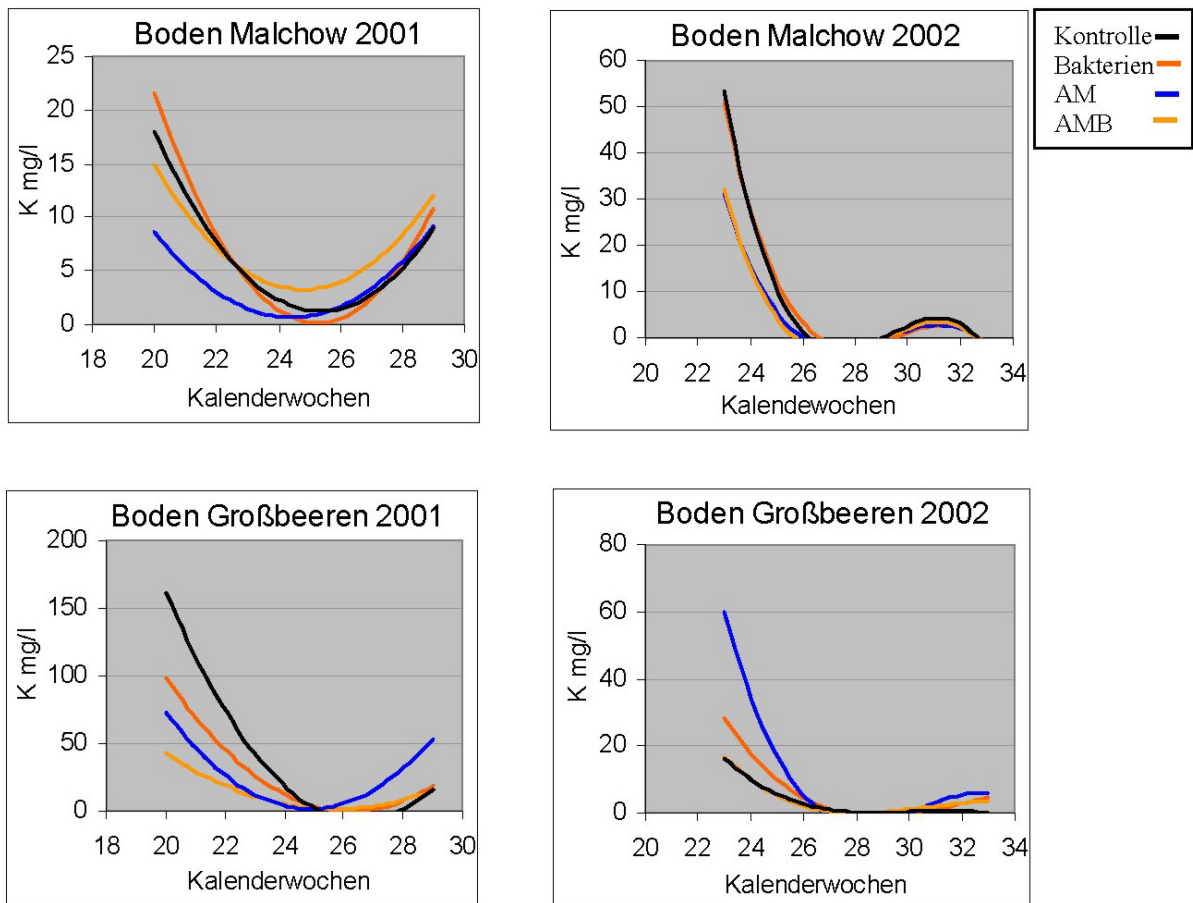 Boden Malchow 2001
25
20
15
10
5
0
K mg/l
18 20 22 24 26 28 30
Kalenderwochen
Boden Malchow 2002
60
50
40
30
20
10
0
K mg/l
20 22 24 26 28 30 32 34
Kalendewochen
Kontrolle
Bakterien
AM
AMB
Boden Großbeeren 2001
200
150
100
50
0
K mg/l
18 20 22 24 26 28 30
Kalenderwochen
Boden Großbeeren 2002
80
60
40
20
0
K mg/l
20 22 24 26 28 30 32 34
Kalenderwochen